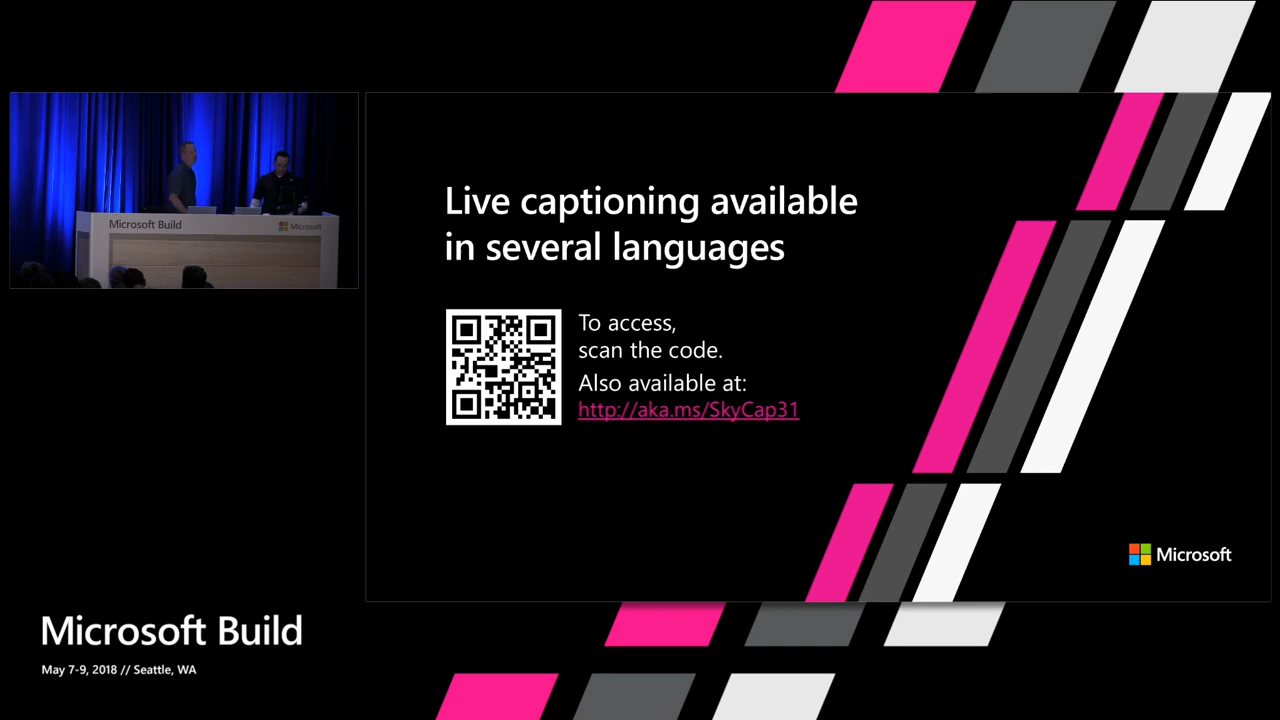 Microsoft Build
Microsoft
Live captioning available
in several languages
To access,
scan the code.
Also available at:
http://aka.ms/SkyCap31
Microsoft
Microsoft Build
May 7-9, 2018 // Seattle, WA